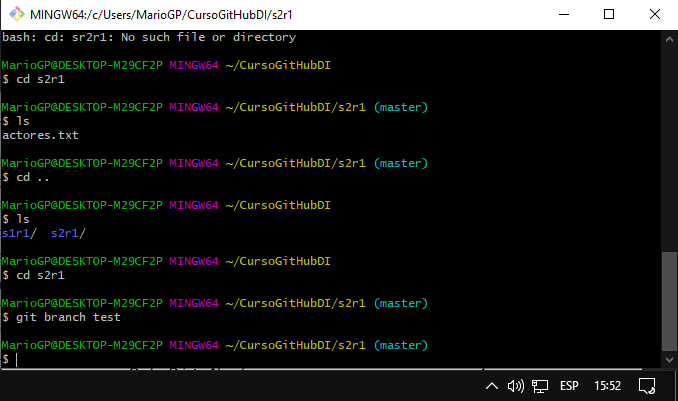 MINGW64:/c/Users/MarioGP/CursoGitHubDI/s2r1
bash: cd: sr2r1: No such file or directory
MarioGP@DESKTOP-M29CF2P MINGW64 ~/CursoGitHubDI
$ cd s2r1
MarioGP@DESKTOP-M29CF2P MINGW64 ~/CursoGitHubDI/s2r1 (master)
$ ls
actores.txt
MarioGP@DESKTOP-M29CF2P MINGW64 ~/CursoGitHubDI/s2r1 (master)
$ cd ..
MarioGP@DESKTOP-M29CF2P MINGW64 ~/CursoGitHubDI
$ ls
s1r1/  s2r1/
MarioGP@DESKTOP-M29CF2P MINGW64 ~/CursoGitHubDI
$ cd s2r1
MarioGP@DESKTOP-M29CF2P MINGW64 ~/CursoGitHubDI/s2r1 (master)
$ git branch test
MarioGP@DESKTOP-M29CF2P MINGW64 ~/CursoGitHubDI/s2r1 (master)
$
ESP 15:52